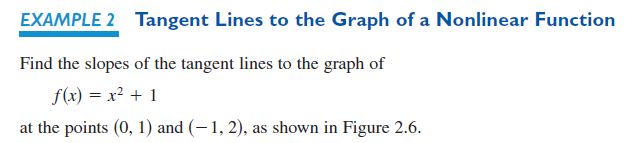 EXAMPLE 2 Tangent Lines to the Graph of a Nonlinear Function
Find the slopes of the tangent lines to the graph of
f(x) = x² + 1
at the points (0, 1) and (−1, 2), as shown in Figure 2.6.